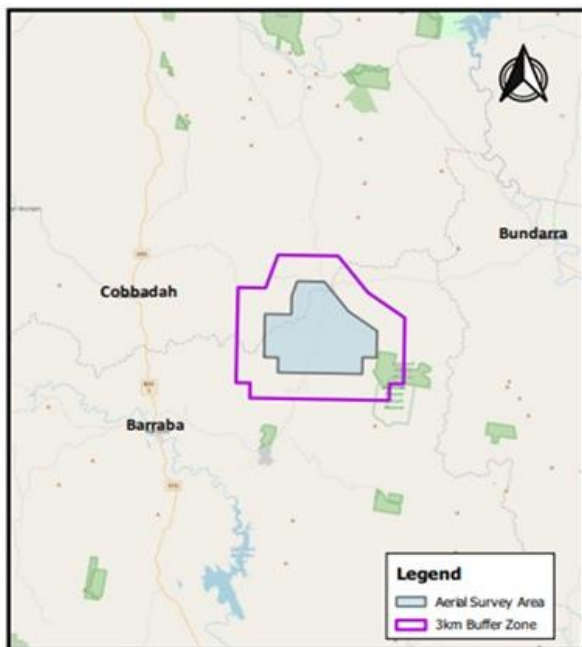 Bundarra
Cobbadah
Barraba
Legend
Aerial Survey Area
3km Buffer Zone